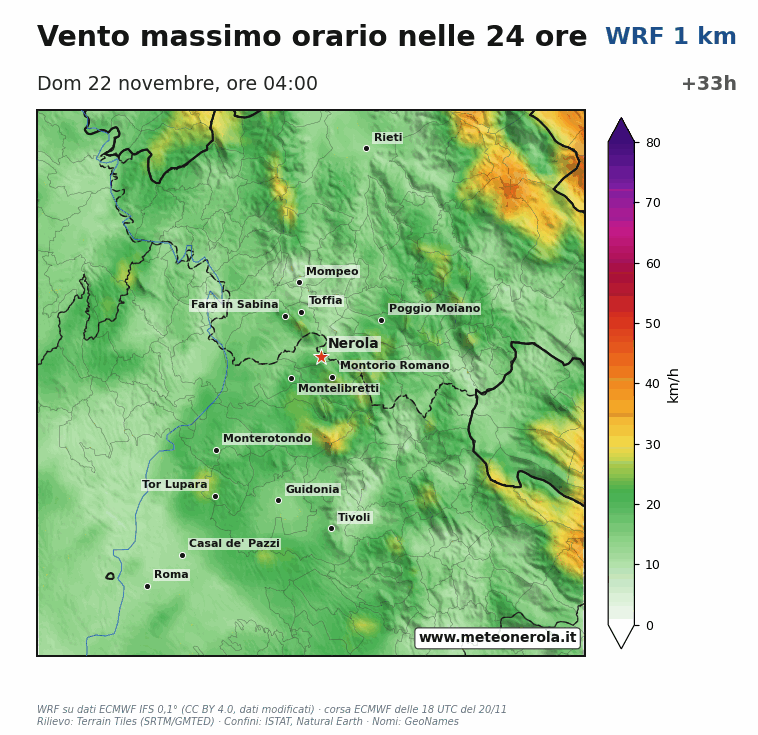 Vento massimo orario nelle 24 ore WRF 1 km
Dom 22 novembre, ore 04:00 +33h
Rieti
Mompeo
Toffia
Fara in Sabina
Poggio Moiano
Nerola
Montorio Romano
Montelibretti
Monterotondo
Tor Lupara
Guidonia
Tivoli
Casal de' Pazzi
Roma
www.meteonerola.it
80
70
60
50
40
30
20
10
0
km/h
WRF su dati ECMWF IFS 0,1° (CC BY 4.0, dati modificati) · corsa ECMWF delle 18 UTC del 20/11
Rilievo: Terrain Tiles (SRTM/GMTED) · Confini: ISTAT, Natural Earth · Nomi: GeoNames